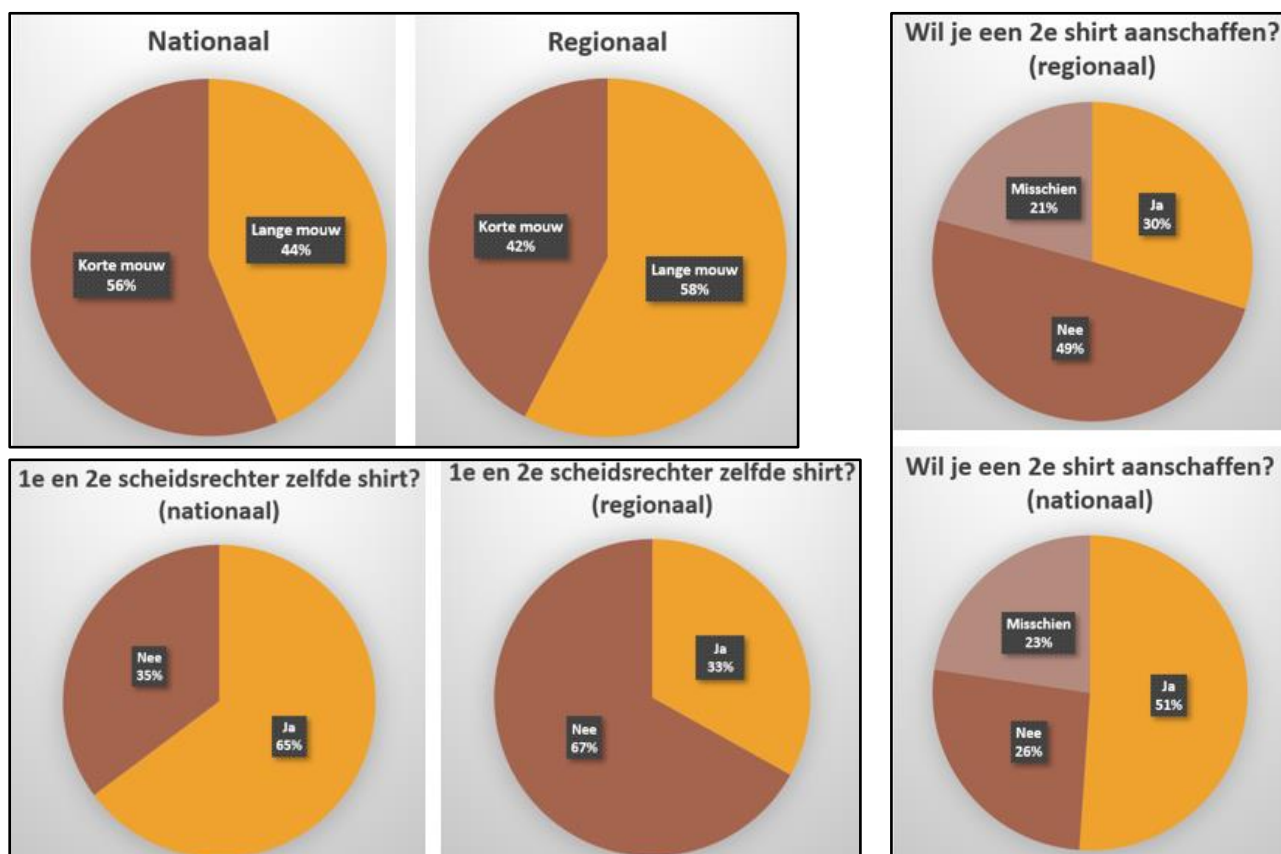 Nationaal
Lange mouw
44%
Korte mouw
56%
Regionaal
Korte mouw
42%
Lange mouw
58%
Wil je een 2e shirt aanschaffen?
(regionaal)
Misschien
21%
Ja
30%
Nee
49%
1e en 2e scheidsrechter zelfde shirt?
(nationaal)
Nee
35%
Ja
65%
1e en 2e scheidsrechter zelfde shirt?
(regionaal)
Ja
33%
Nee
67%
Wil je een 2e shirt aanschaffen?
(nationaal)
Misschien
23%
Ja
51%
Nee
26%